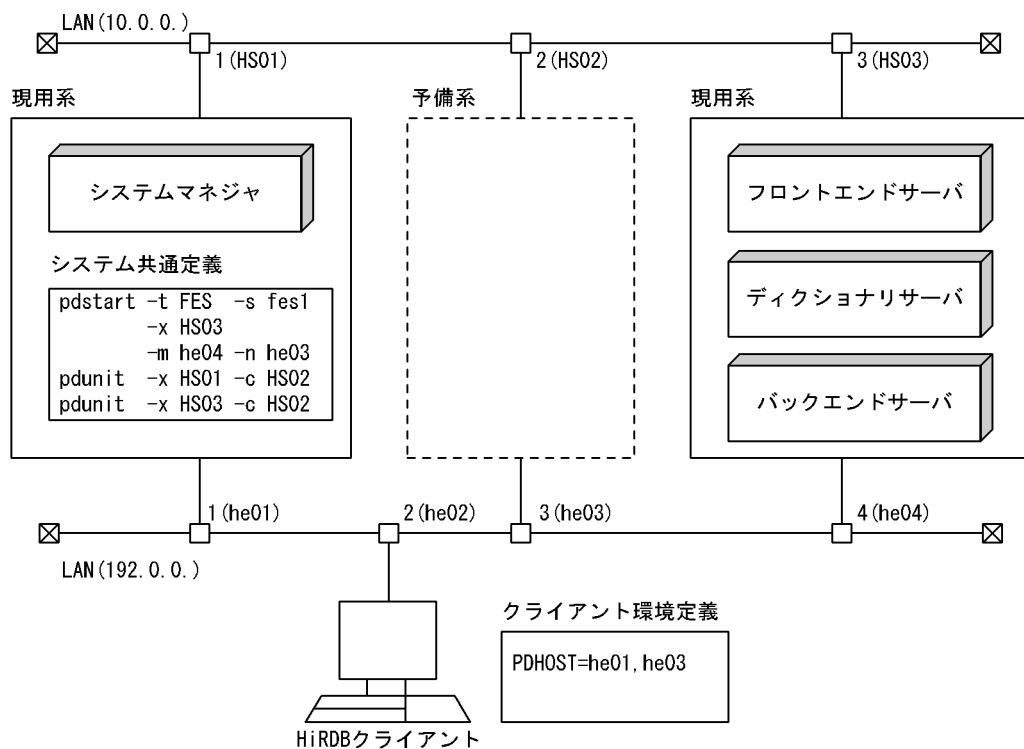 LAN(10.0.0.)
1(HS01)
2(HS02)
3(HS03)
現用系
予備系
現用系
システムマネジャ
フロントエンドサーバ
システム共通定義
ディクショナリサーバ
pdstart -t FES -s fes1
-x HS03
-m he04 -n he03
pdunit -x HS01 -c HS02
pdunit -x HS03 -c HS02
バックエンドサーバ
1(he01)
2(he02)
3(he03)
4(he04)
LAN(192.0.0.)
クライアント環境定義
PDHOST=he01,he03
HiRDBクライアント